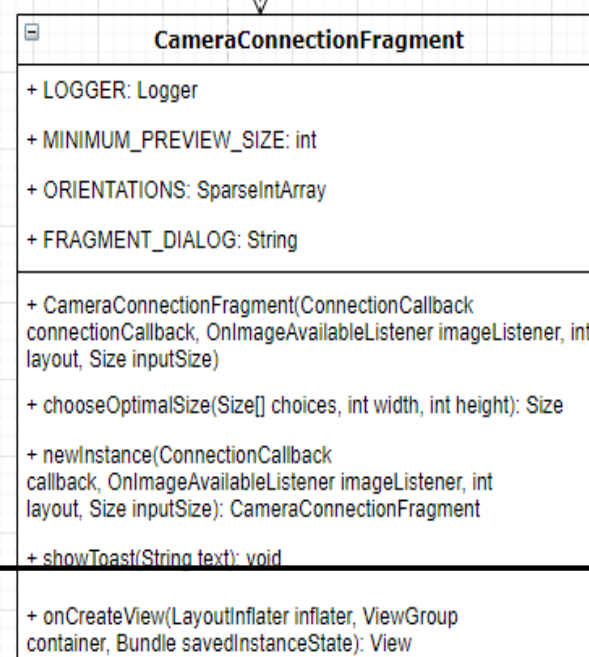 CameraConnectionFragment
+ LOGGER: Logger
+ MINIMUM_PREVIEW_SIZE: int
+ ORIENTATIONS: SparseIntArray
+ FRAGMENT_DIALOG: String
+ CameraConnectionFragment(ConnectionCallback
connectionCallback, OnImageAvailableListener imageListener, int
layout, Size inputSize)
+ chooseOptimalSize(Size[] choices, int width, int height): Size
+ newInstance(ConnectionCallback
callback, OnImageAvailableListener imageListener, int
layout, Size inputSize): CameraConnectionFragment
+ showToast(String text): void
+ onCreateView(LayoutInflater inflater, ViewGroup
container, Bundle savedInstanceState): View